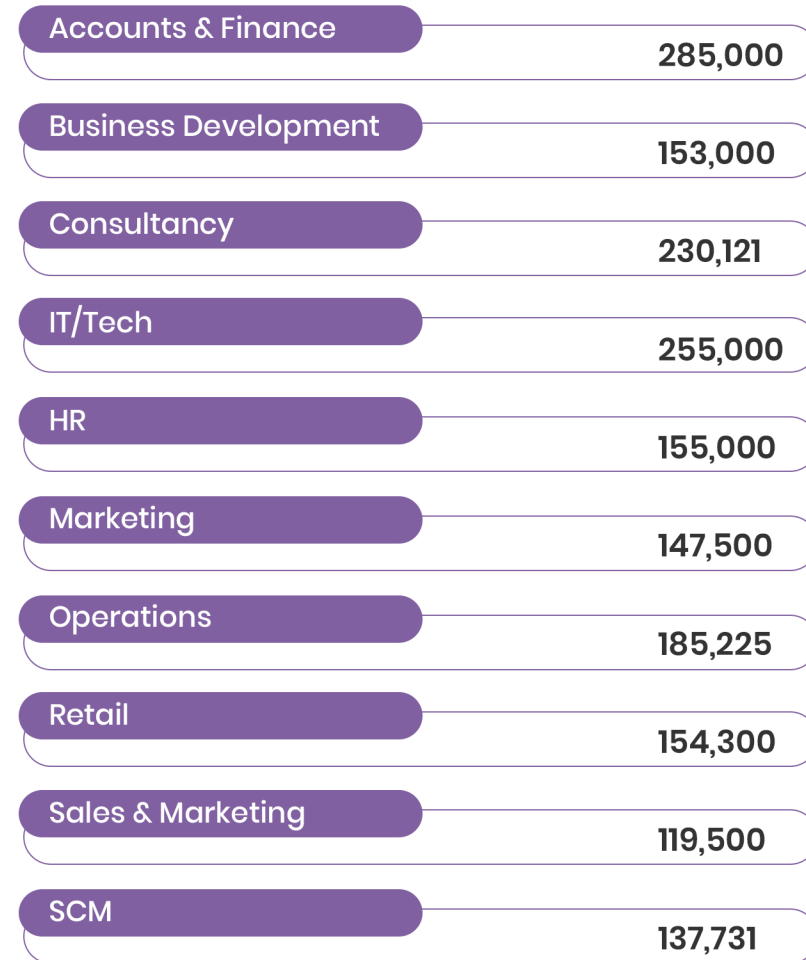 Accounts & Finance
285,000
Business Development
153,000
Consultancy
230,121
IT/Tech
255,000
HR
155,000
Marketing
147,500
Operations
185,225
Retail
154,300
Sales & Marketing
119,500
SCM
137,731